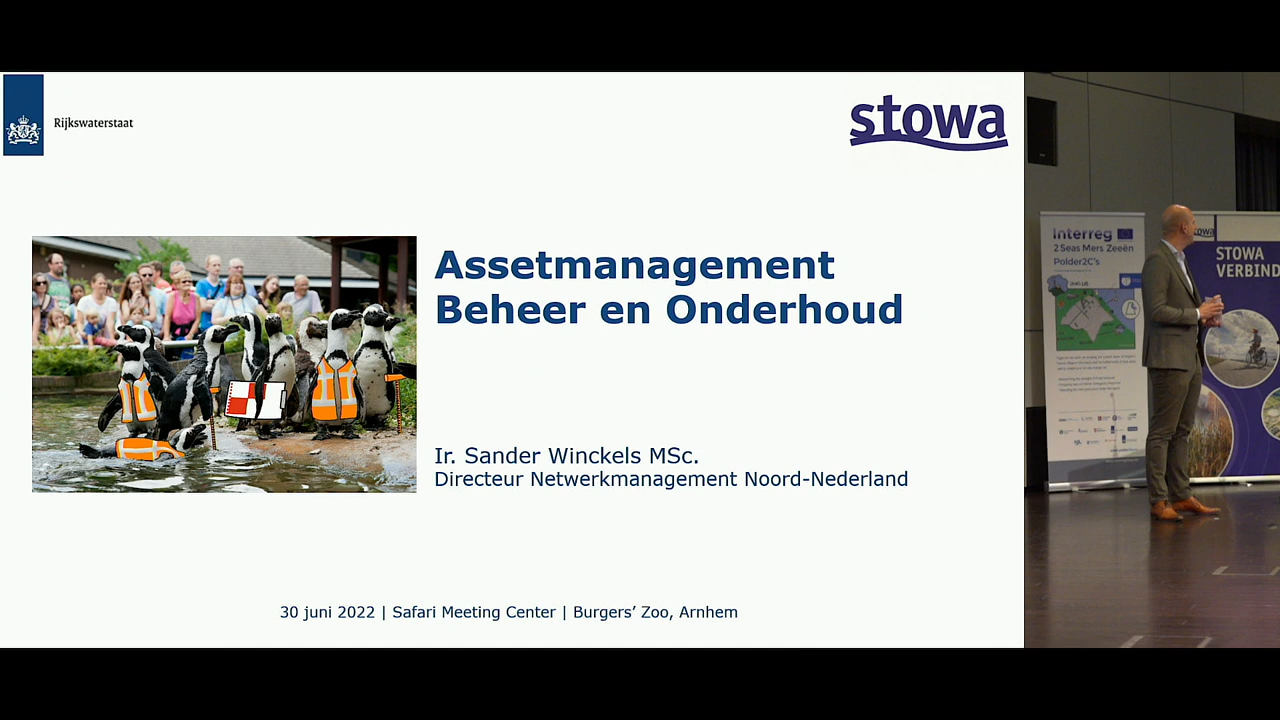 Rijkswaterstaat
stowa
Assetmanagement
Beheer en Onderhoud
Ir. Sander Winckels MSc.
Directeur Netwerkmanagement Noord-Nederland
30 juni 2022 | Safari Meeting Center | Burgers’ Zoo, Arnhem
Interreg
2 Seas Mers Zeeën
Polder2C's
STOWA
VERBIND